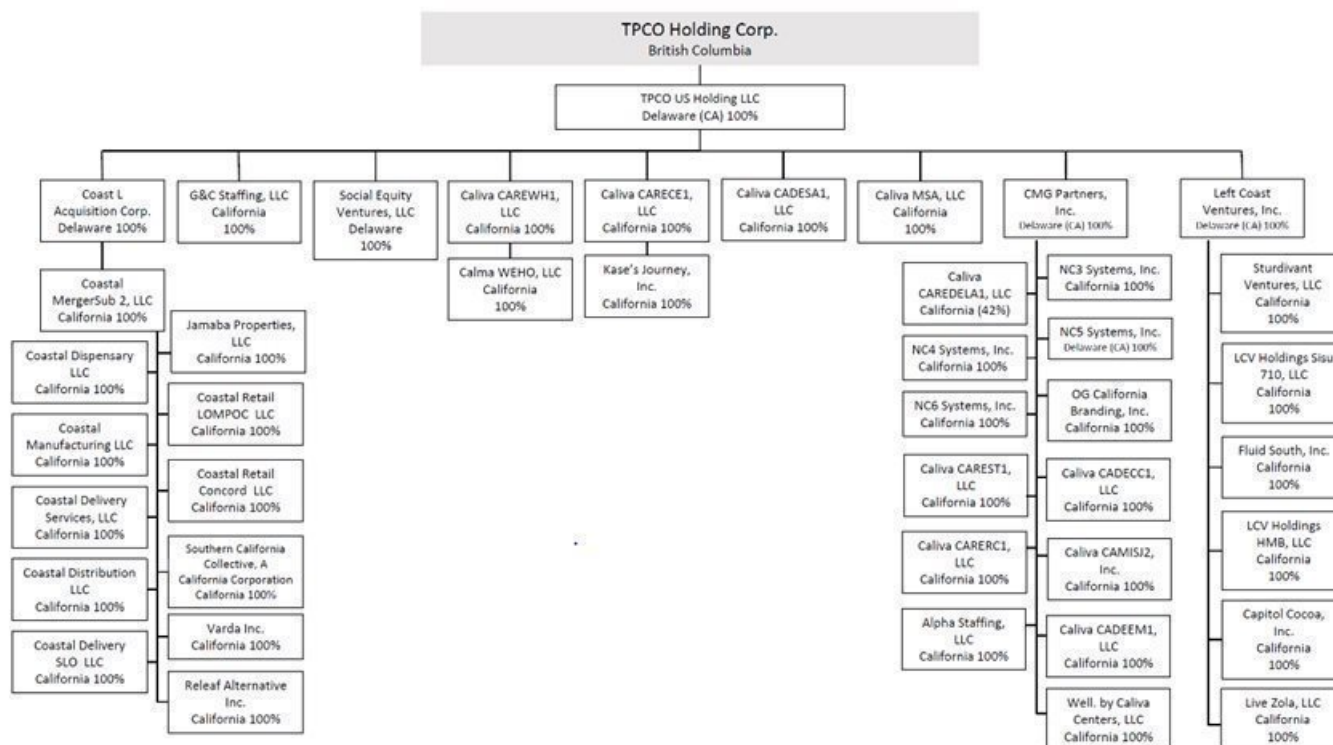 TPCO Holding Corp.
British Columbia
TPCO US Holding LLC
Delaware (CA) 100%
Coast L
Acquisition Corp.
Delaware 100%
G&C Staffing, LLC
California
100%
Social Equity
Ventures, LLC
Delaware
100%
Caliva CAREWH1,
LLC
California 100%
Caliva CARECE1,
LLC
California 100%
Caliva CADESA1,
LLC
California 100%
Caliva MSA, LLC
California
100%
CMG Partners,
Inc.
Delaware (CA) 100%
Left Coast
Ventures, Inc.
Delaware (CA) 100%
Coastal
MergerSub 2, LLC
California 100%
Jamaba Properties,
LLC
California 100%
Coastal Dispensary
LLC
California 100%
Coastal Retail
LOMPOC LLC
California 100%
Coastal
Manufacturing LLC
California 100%
Coastal Retail
Concord LLC
California 100%
Coastal Delivery
Services, LLC
California 100%
Southern California
Collective, A
California Corporation
California 100%
Coastal Distribution
LLC
California 100%
Varda Inc.
California 100%
Coastal Delivery
SLO LLC
California 100%
Releaf Alternative
Inc.
California 100%
Calma WEHO, LLC
California
100%
Kase's Journey,
Inc.
California 100%
Caliva
CAREDELA1, LLC
California (42%)
NC3 Systems, Inc.
California 100%
NC4 Systems, Inc.
California 100%
NC5 Systems, Inc.
Delaware (CA) 100%
NC6 Systems, Inc.
California 100%
OG California
Branding, Inc.
California 100%
Caliva CAREST1,
LLC
California 100%
Caliva CADECC1,
LLC
California 100%
Caliva CARERC1,
LLC
California 100%
Caliva CAMISJ2,
Inc.
California 100%
Alpha Staffing,
LLC
California 100%
Caliva CADEEM1,
LLC
California 100%
Well. by Caliva
Centers, LLC
California 100%
Sturdivant
Ventures, LLC
California
100%
LCV Holdings Sisu
710, LLC
California
100%
Fluid South, Inc.
California
100%
LCV Holdings
HMB, LLC
California
100%
Capitol Cocoa,
Inc.
California
100%
Live Zola, LLC
California
100%